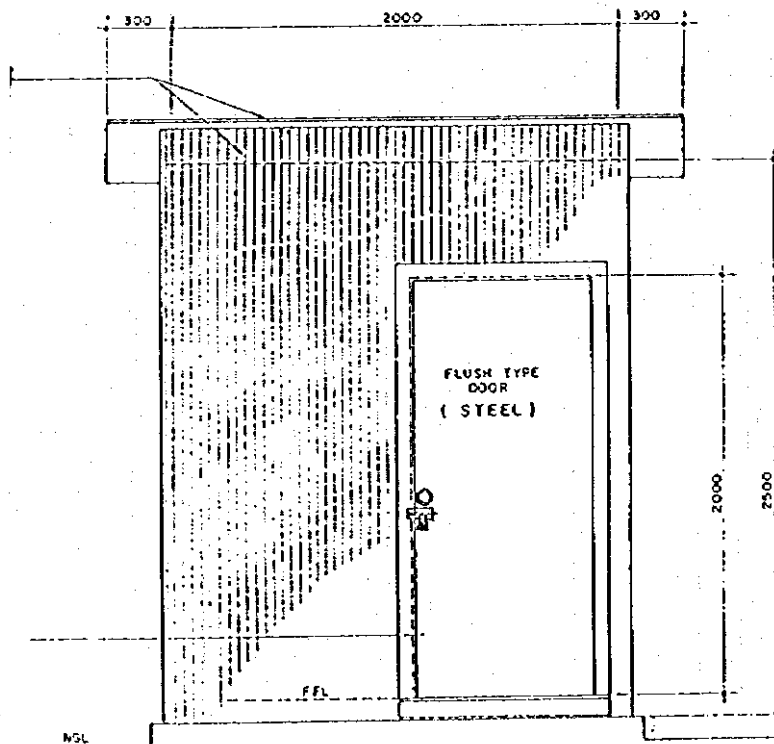 300 2000 300
FLUSH TYPE
DOOR
( STEEL )
2000
2500
FFL
NGL